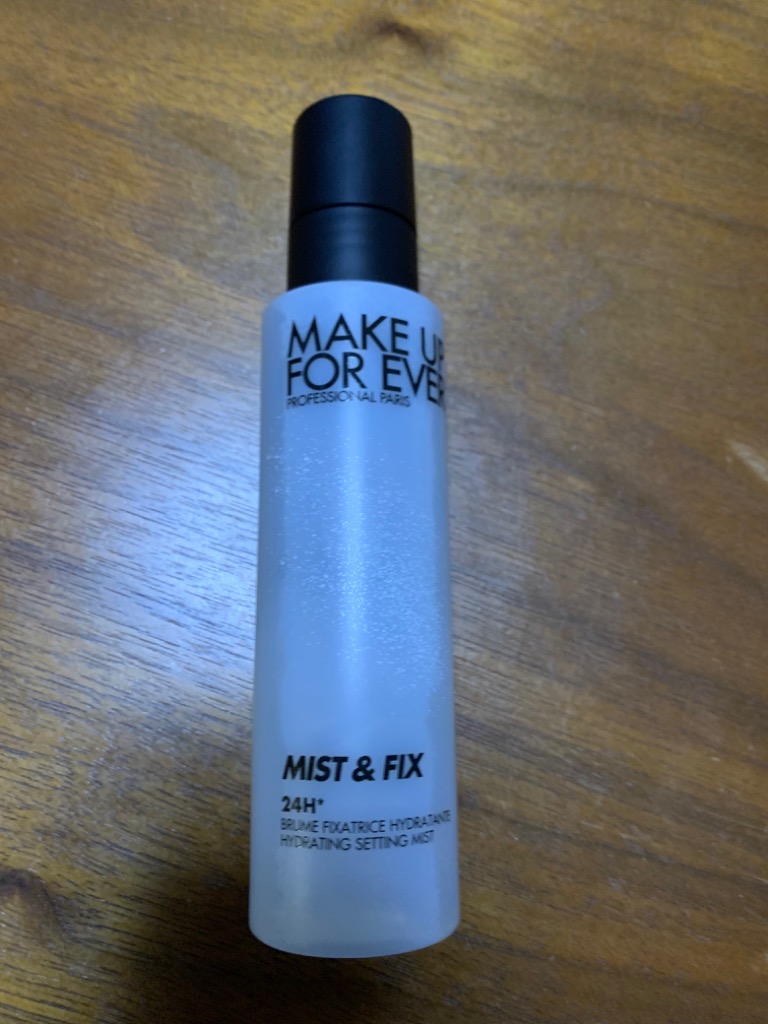 MAKE UP
FOR EVER
PROFESSIONAL PARIS
MIST & FIX
24H*
BRUME FIXATRICE HYDRATANTE
HYDRATING SETTING MIST